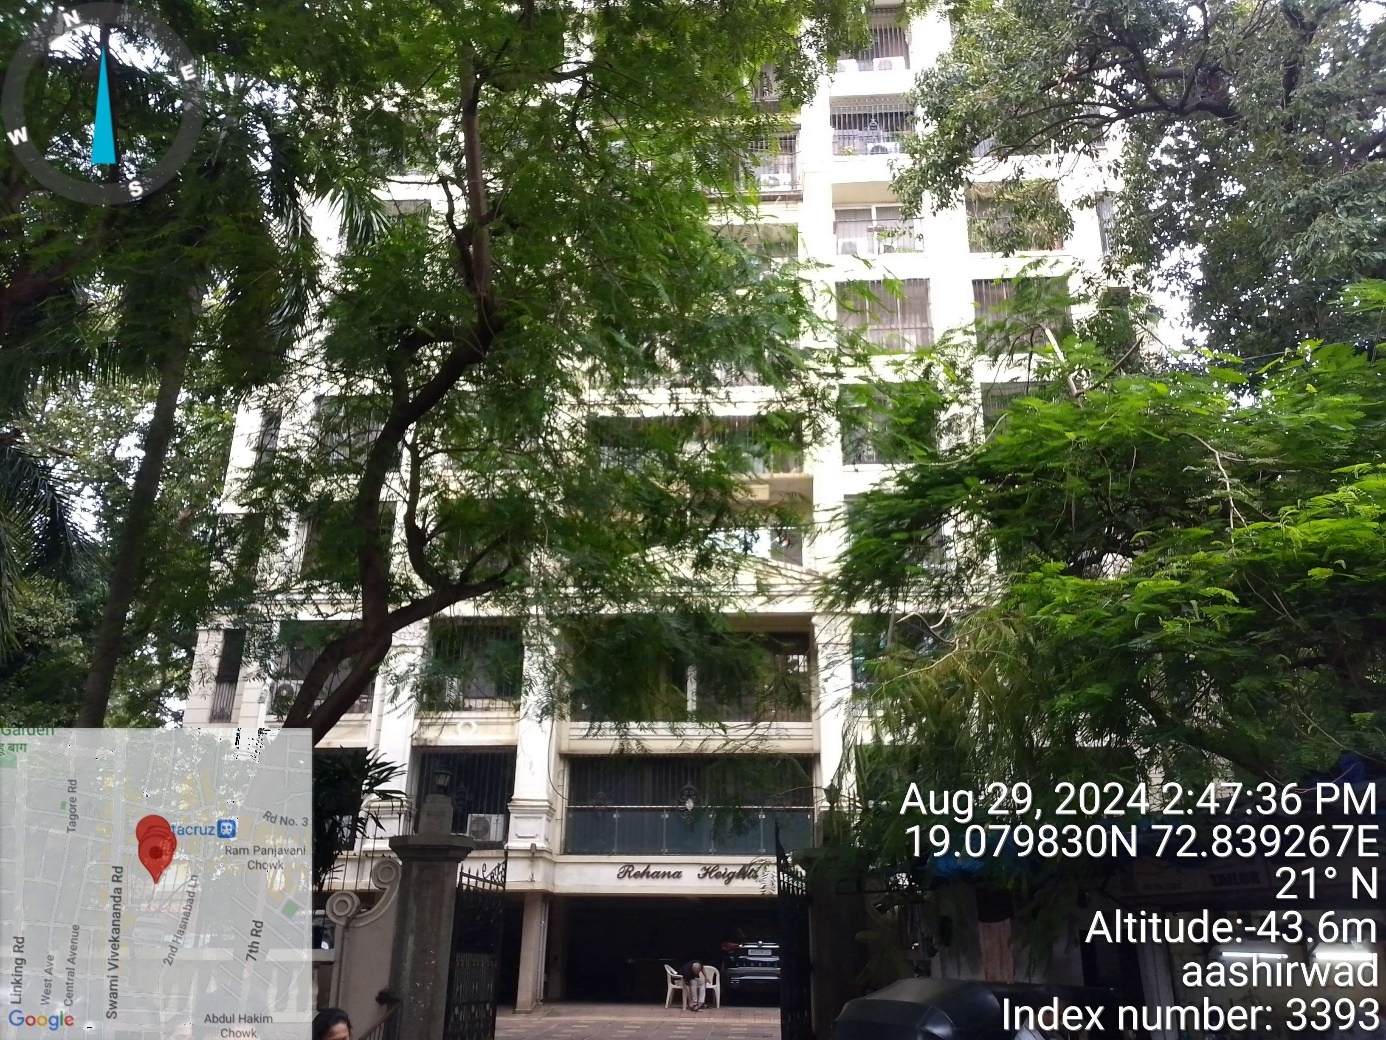 N
E
W
S
Garden
बाग
Tagore Rd
tacruz
Rd No. 3
Ram Panjavani
Chowk
Swami Vivekananda Rd
2nd Hasnabad Ln
7th Rd
Linking Rd
West Ave
Central Avenue
Abdul Hakim
Chowk
Google
Rehana Heights
Aug 29, 2024 2:47:36 PM
19.079830N 72.839267E
21° N
Altitude:-43.6m
aashirwad
Index number: 3393